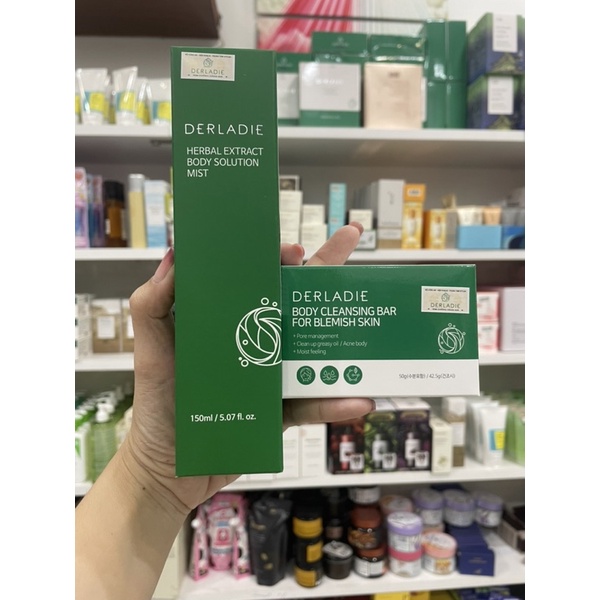 DERLADIE
DERLADIE
HERBAL EXTRACT
BODY SOLUTION
MIST
150ml / 5.07 fl. oz.
DERLADIE
BODY CLEANSING BAR
FOR BLEMISH SKIN
• Pore management
• Clean up greasy oil / Acne body
• Moist feeling
DERLADIE